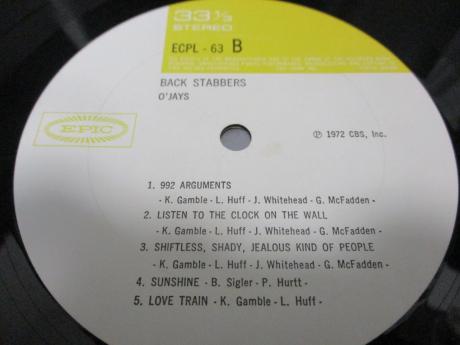 33 1/3
STEREO
ECPL - 63 B
BACK STABBERS
O'JAYS
EPIC
℗ 1972 CBS, Inc.
1. 992 ARGUMENTS
- K. Gamble - L. Huff - J. Whitehead - G. McFadden -
2. LISTEN TO THE CLOCK ON THE WALL
- K. Gamble - L. Huff - J. Whitehead - G. McFadden -
3. SHIFTLESS, SHADY, JEALOUS KIND OF PEOPLE
- K. Gamble - L. Huff - J. Whitehead - G. McFadden -
4. SUNSHINE - B. Sigler - P. Hurtt -
5. LOVE TRAIN - K. Gamble - L. Huff -